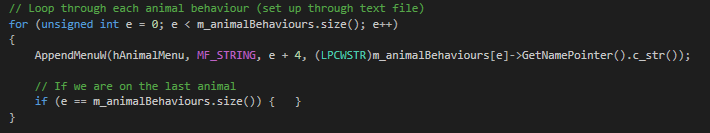 // Loop through each animal behaviour (set up through text file)
for (unsigned int e = 0; e < m_animalBehaviours.size(); e++)
{
    AppendMenuW(hAnimalMenu, MF_STRING, e + 4, (LPCWSTR)m_animalBehaviours[e]->GetNamePointer().c_str());

    // If we are on the last animal
    if (e == m_animalBehaviours.size()) {   }
}